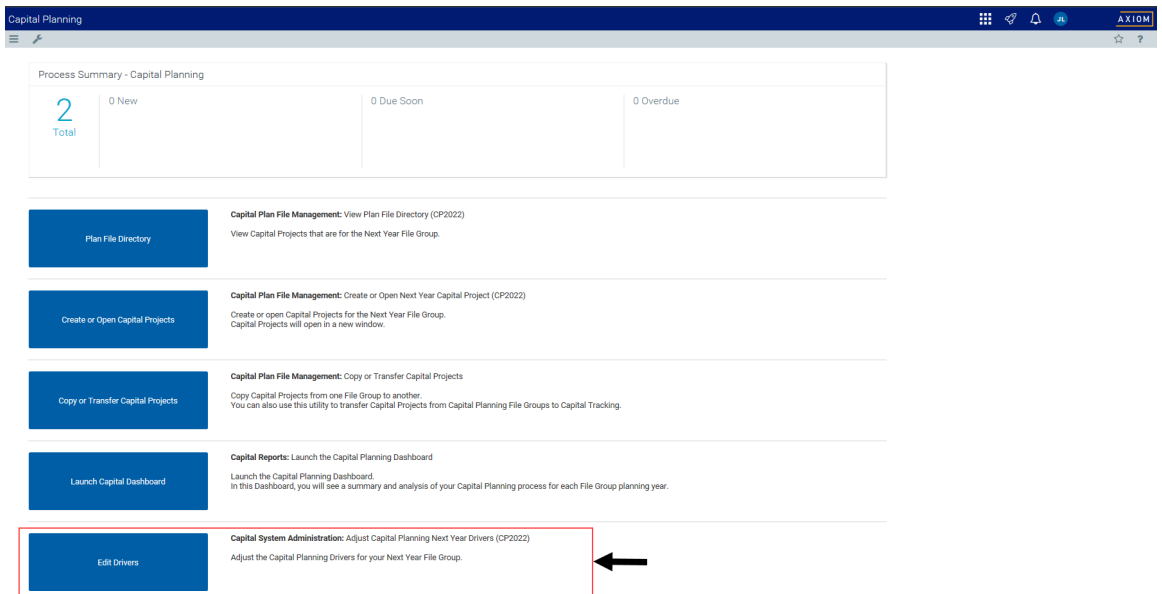 Capital Planning
JL
AXIOM
?
Process Summary - Capital Planning
2
Total
0 New
0 Due Soon
0 Overdue
Plan File Directory
Capital Plan File Management: View Plan File Directory (CP2022)
View Capital Projects that are for the Next Year File Group.
Create or Open Capital Projects
Capital Plan File Management: Create or Open Next Year Capital Project (CP2022)
Create or open Capital Projects for the Next Year File Group.
Capital Projects will open in a new window.
Copy or Transfer Capital Projects
Capital Plan File Management: Copy or Transfer Capital Projects
Copy Capital Projects from one File Group to another.
You can also use this utility to transfer Capital Projects from Capital Planning File Groups to Capital Tracking.
Launch Capital Dashboard
Capital Reports: Launch the Capital Planning Dashboard
Launch the Capital Planning Dashboard.
In this Dashboard, you will see a summary and analysis of your Capital Planning process for each File Group planning year.
Edit Drivers
Capital System Administration: Adjust Capital Planning Next Year Drivers (CP2022)
Adjust the Capital Planning Drivers for your Next Year File Group.